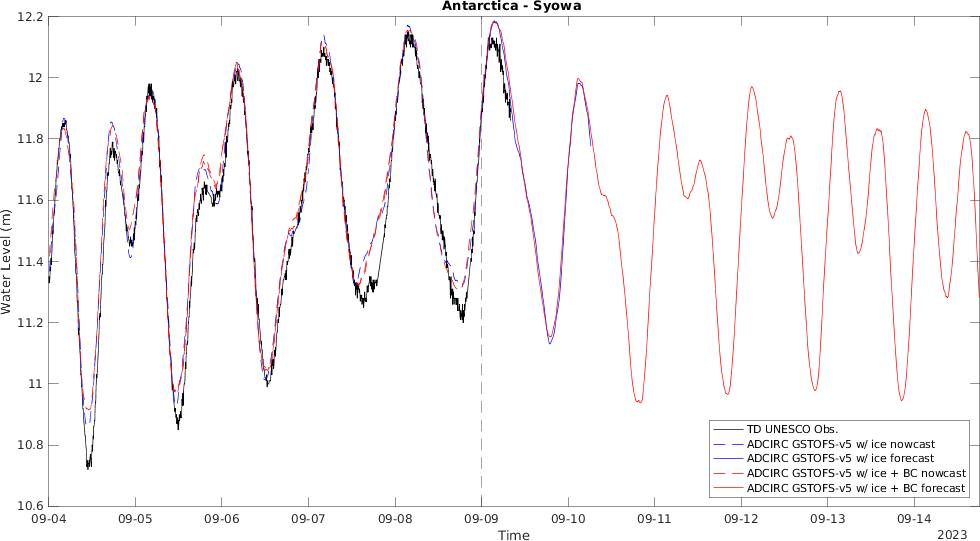 Antarctica - Syowa
12.2
12
11.8
11.6
11.4
11.2
11
10.8
10.6
Water Level (m)
09-04 09-05 09-06 09-07 09-08 09-09 09-10 09-11 09-12 09-13 09-14
Time
2023
TD UNESCO Obs.
ADCIRC GSTOFS-v5 w/ ice nowcast
ADCIRC GSTOFS-v5 w/ ice forecast
ADCIRC GSTOFS-v5 w/ ice + BC nowcast
ADCIRC GSTOFS-v5 w/ ice + BC forecast